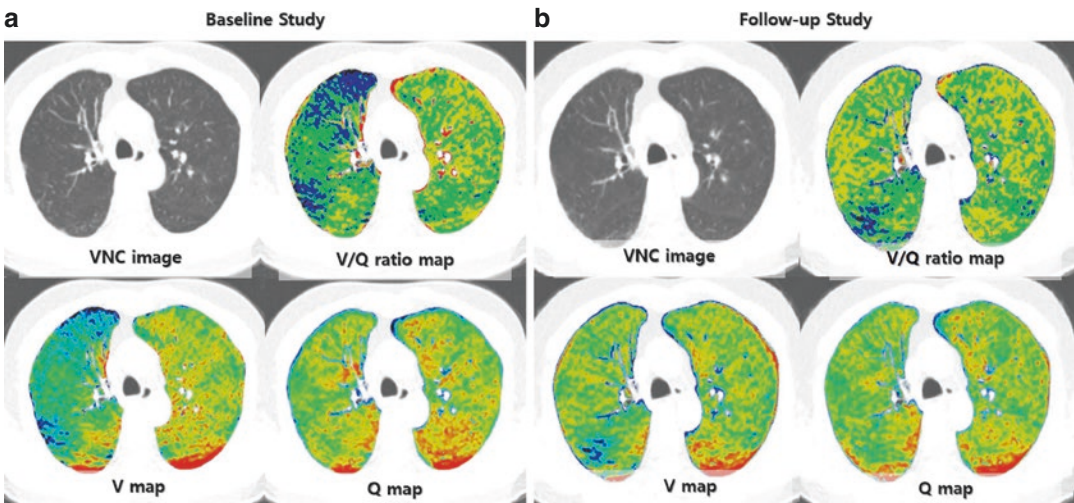 a
Baseline Study
VNC image
V/Q ratio map
V map
Q map
b
Follow-up Study
VNC image
V/Q ratio map
V map
Q map